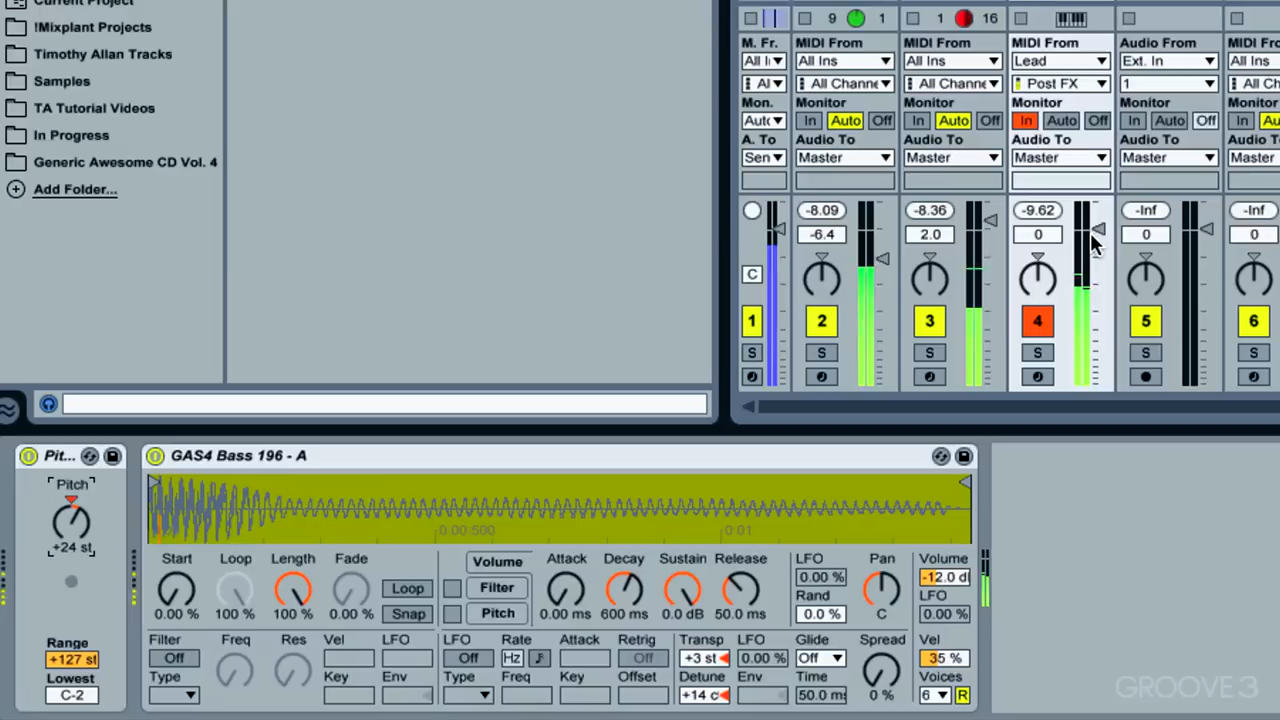 Current Project
!Mixplant Projects
Timothy Allan Tracks
Samples
TA Tutorial Videos
In Progress
Generic Awesome CD Vol. 4
Add Folder...
9 1 1 16
M. Fr. MIDI From MIDI From MIDI From Audio From MIDI Fro
All I All Ins All Ins Lead Ext. In All Ins
Al All Channe All Channe Post FX 1 All Ch
Mon. Monitor Monitor Monitor Monitor Monitor
Auto In Auto Off In Auto Off In Auto Off In Auto Off In Au
A. To Audio To Audio To Audio To Audio To Audio To
Sen Master Master Master Master Master
-8.09 -8.36 -9.62 -Inf -Inf
-6.4 2.0 0 0 0
C
1 2 3 4 5 6
S S S S S S
Pit... GAS4 Bass 196 - A
Pitch
+24 st
Range
+127 st
Lowest
C-2
0:00:500 0:01
Start Loop Length Fade Volume Attack Decay Sustain Release LFO Pan Volume
0.00 % -12.0 d
Loop Filter Rand LFO
0.00 % 100 % 100 % 0.00 % Snap Pitch 0.00 ms 600 ms 0.0 dB 50.0 ms 0.0 % C 0.00 %
Filter Freq Res Vel LFO LFO Rate Attack Retrig Transp LFO Glide Spread Vel
Off Off Hz Off +3 st 0.00 % Off 35 %
Type Key Env Type Freq Key Offset Detune Env Time Voices
+14 c 50.0 ms 0 % 6 R
GROOVE3